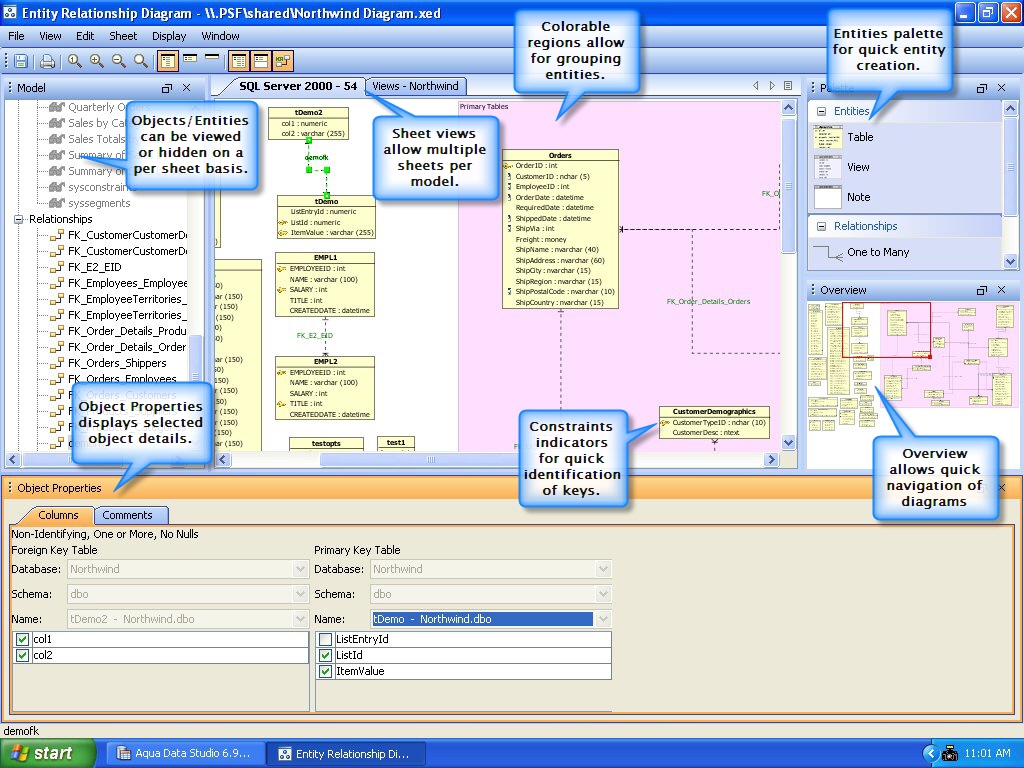 Entity Relationship Diagram - \\.PSF\shared\Northwind Diagram.xed
File View Edit Sheet Display Window
Model
Quarterly
Sales by
Sales Totals
Summary of
Summary of
sysconstraints
syssegments
Relationships
FK_CustomerCustomerDe
FK_CustomerCustomerDe
FK_E2_EID
FK_Employees_Employee
FK_EmployeeTerritories_
FK_EmployeeTerritories_
FK_Order_Details_Produ
FK_Order_Details_Order
FK_Orders_Shippers
FK_Orders_Employees
Objects/Entities
can be viewed
or hidden on a
per sheet basis.
Object Properties
displays selected
object details.
SQL Server 2000 - 54
Views - Northwind
tDemo2
col1 : numeric
col2 : varchar (255)
demofk
tDemo
ListEntryId : numeric
ListId : numeric
ItemValue : varchar (255)
EMPL1
EMPLOYEEID : int
NAME : varchar (100)
SALARY : int
TITLE : int
CREATEDDATE : datetime
FK_E2_EID
EMPL2
EMPLOYEEID : int
NAME : varchar (100)
SALARY : int
TITLE : int
CREATEDDATE : datetime
testopts
test1
(150)
(150)
(150)
(150)
(150)
(150)
Sheet views
allow multiple
sheets per
model.
Colorable
regions allow
for grouping
entities.
Primary Tables
Orders
OrderID : int
CustomerID : nchar (5)
EmployeeID : int
OrderDate : datetime
RequiredDate : datetime
ShippedDate : datetime
ShipVia : int
Freight : money
ShipName : nvarchar (40)
ShipAddress : nvarchar (60)
ShipCity : nvarchar (15)
ShipRegion : nvarchar (15)
ShipPostalCode : nvarchar (10)
ShipCountry : nvarchar (15)
FK_O
FK_Order_Details_Orders
CustomerDemographics
CustomerTypeID : nchar (10)
CustomerDesc : ntext
Constraints
indicators
for quick
identification
of keys.
Entities palette
for quick entity
creation.
Palette
Entities
Table
View
Note
Relationships
One to Many
Overview
Overview
allows quick
navigation of
diagrams
Object Properties
Columns Comments
Non-Identifying, One or More, No Nulls
Foreign Key Table
Database: Northwind
Schema: dbo
Name: tDemo2 - Northwind.dbo
col1
col2
Primary Key Table
Database: Northwind
Schema: dbo
Name: tDemo - Northwind.dbo
ListEntryId
ListId
ItemValue
demofk
start
Aqua Data Studio 6.9...
Entity Relationship Di...
11:01 AM